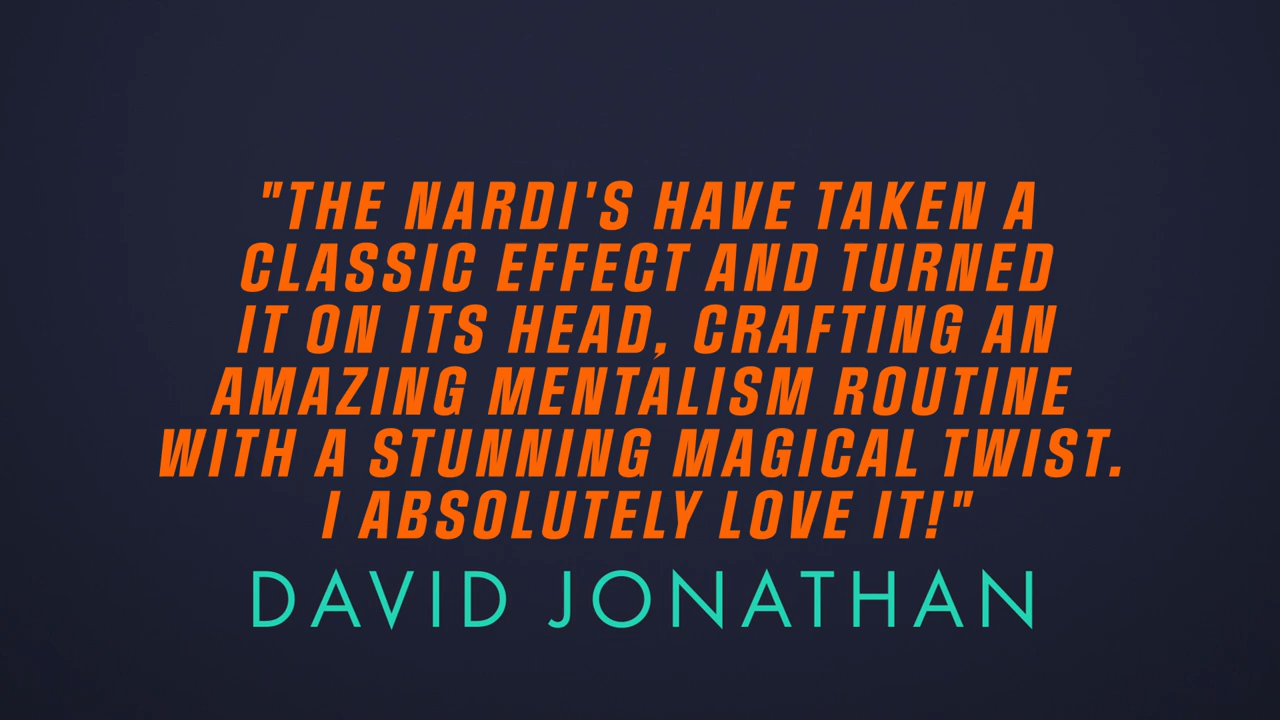 "THE NARDI'S HAVE TAKEN A
CLASSIC EFFECT AND TURNED
IT ON ITS HEAD, CRAFTING AN
AMAZING MENTALISM ROUTINE
WITH A STUNNING MAGICAL TWIST.
I ABSOLUTELY LOVE IT!"
DAVID JONATHAN